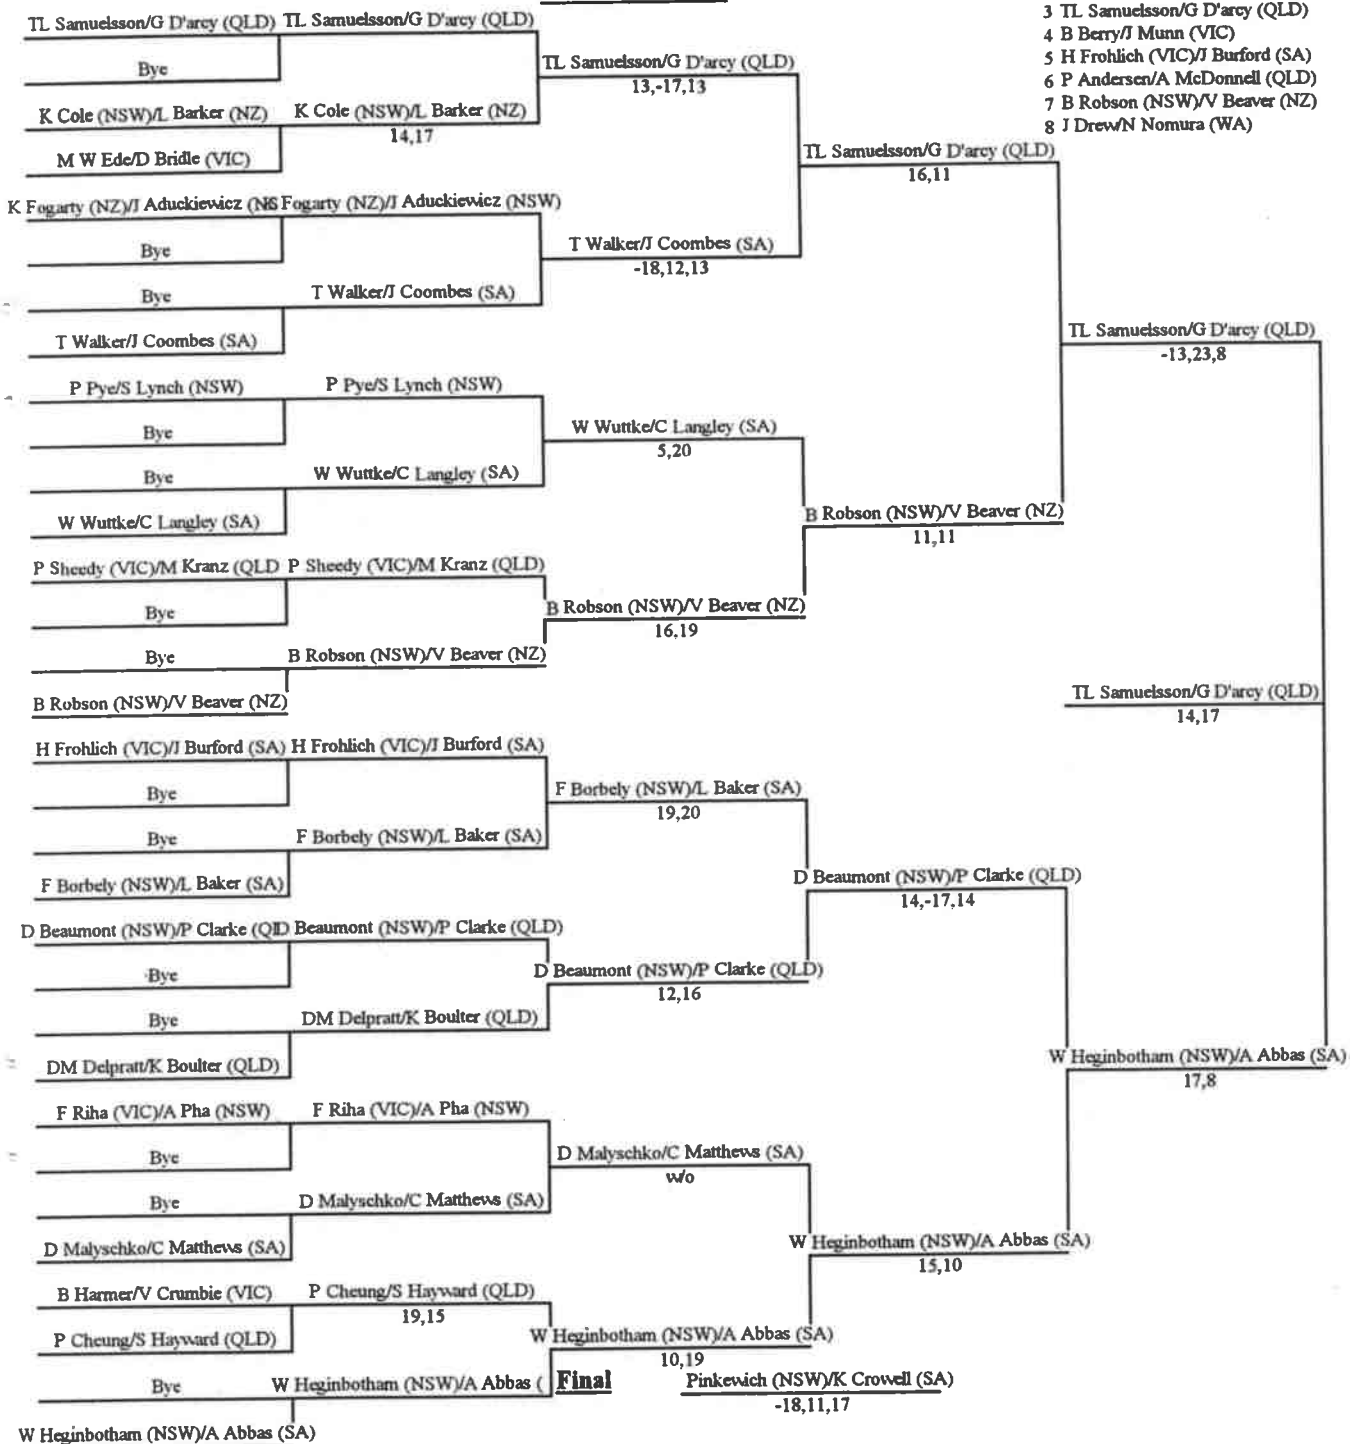 3 TL Samuelsson/G D'arcy (QLD)
4 B Berry/J Munn (VIC)
5 H Frohlich (VIC)/J Burford (SA)
6 P Andersen/A McDonnell (QLD)
7 B Robson (NSW)/V Beaver (NZ)
8 J Drew/N Nomura (WA)
TL Samuelsson/G D'arcy (QLD) TL Samuelsson/G D'arcy (QLD)
TL Samuelsson/G D'arcy (QLD)
Bye
13,-17,13
K Cole (NSW)/L Barker (NZ) K Cole (NSW)/L Barker (NZ)
14,17
M W Ede/D Bridle (VIC)
TL Samuelsson/G D'arcy (QLD)
16,11
K Fogarty (NZ)/J Aduckiewicz (NS Fogarty (NZ)/J Aduckiewicz (NSW)
Bye
T Walker/J Coombes (SA)
-18,12,13
Bye
T Walker/J Coombes (SA)
T Walker/J Coombes (SA)
TL Samuelsson/G D'arcy (QLD)
-13,23,8
P Pye/S Lynch (NSW) P Pye/S Lynch (NSW)
Bye
W Wuttke/C Langley (SA)
5,20
Bye
W Wuttke/C Langley (SA)
W Wuttke/C Langley (SA)
B Robson (NSW)/V Beaver (NZ)
11,11
P Sheedy (VIC)/M Kranz (QLD P Sheedy (VIC)/M Kranz (QLD)
Bye
B Robson (NSW)/V Beaver (NZ)
16,19
Bye
B Robson (NSW)/V Beaver (NZ)
B Robson (NSW)/V Beaver (NZ)
TL Samuelsson/G D'arcy (QLD)
14,17
H Frohlich (VIC)/J Burford (SA) H Frohlich (VIC)/J Burford (SA)
Bye
F Borbely (NSW)/L Baker (SA)
19,20
Bye
F Borbely (NSW)/L Baker (SA)
F Borbely (NSW)/L Baker (SA)
D Beaumont (NSW)/P Clarke (QLD)
14,-17,14
D Beaumont (NSW)/P Clarke (QLD Beaumont (NSW)/P Clarke (QLD)
Bye
D Beaumont (NSW)/P Clarke (QLD)
12,16
Bye
DM Delpratt/K Boulter (QLD)
DM Delpratt/K Boulter (QLD)
W Heginbotham (NSW)/A Abbas (SA)
17,8
F Riha (VIC)/A Pha (NSW) F Riha (VIC)/A Pha (NSW)
Bye
D Malyschko/C Matthews (SA)
w/o
Bye
D Malyschko/C Matthews (SA)
D Malyschko/C Matthews (SA)
W Heginbotham (NSW)/A Abbas (SA)
15,10
B Harmer/V Crumbie (VIC) P Cheung/S Hayward (QLD)
19,15
P Cheung/S Hayward (QLD)
W Heginbotham (NSW)/A Abbas (SA)
10,19
Bye
W Heginbotham (NSW)/A Abbas (
Final
Pinkewich (NSW)/K Crowell (SA)
-18,11,17
W Heginbotham (NSW)/A Abbas (SA)